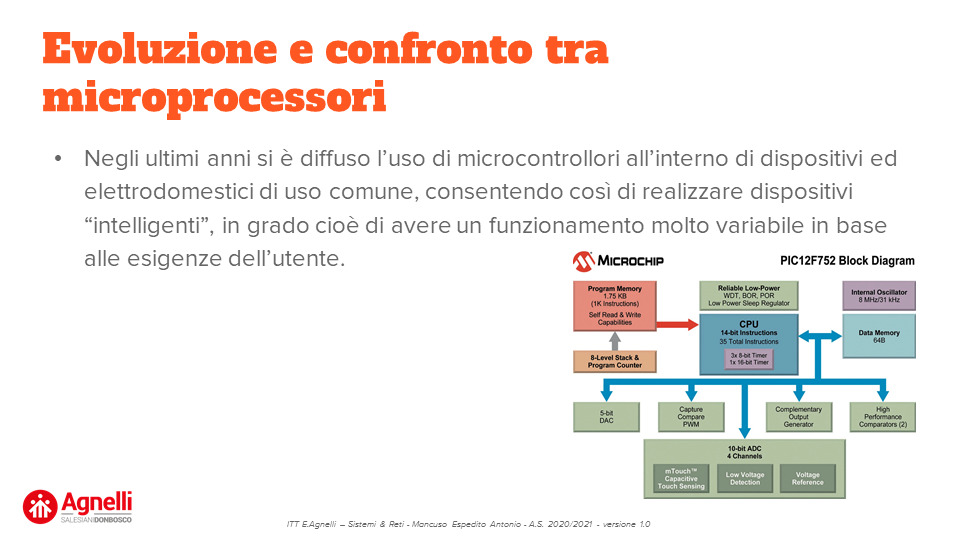 Evoluzione e confronto tra
microprocessori
• Negli ultimi anni si è diffuso l’uso di microcontrollori all’interno di dispositivi ed
elettrodomestici di uso comune, consentendo così di realizzare dispositivi
“intelligenti”, in grado cioè di avere un funzionamento molto variabile in base
alle esigenze dell’utente.
MICROCHIP
PIC12F752 Block Diagram
Program Memory
1.75 KB
(1K Instructions)
Self Read & Write
Capabilities
8-Level Stack &
Program Counter
Reliable Low-Power
WDT, BOR, POR
Low Power Sleep Regulator
CPU
14-bit Instructions
35 Total Instructions
3x 8-bit Timer
1x 16-bit Timer
Internal Oscillator
8 MHz/31 kHz
Data Memory
64B
5-bit
DAC
Capture
Compare
PWM
Complementary
Output
Generator
High
Performance
Comparators (2)
10-bit ADC
4 Channels
mTouch™
Capacitive
Touch Sensing
Low Voltage
Detection
Voltage
Reference
Agnelli
SALESIANI DONBOSCO
ITT E.Agnelli – Sistemi & Reti - Mancuso Espedito Antonio - A.S. 2020/2021 - versione 1.0